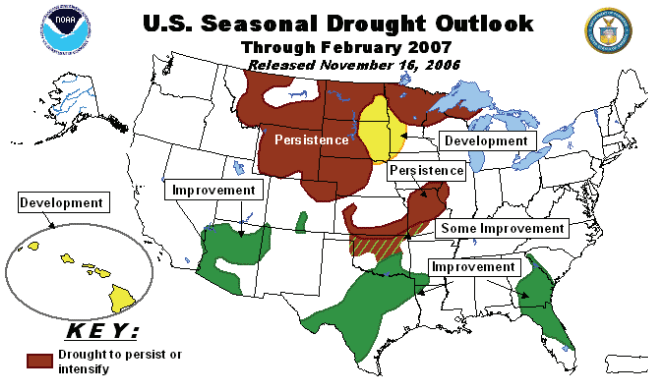 U.S. Seasonal Drought Outlook
Through February 2007
Released November 16, 2006
NOAA
Persistence
Development
Persistence
Improvement
Development
Some Improvement
Improvement
KEY:
Drought to persist or
intensify